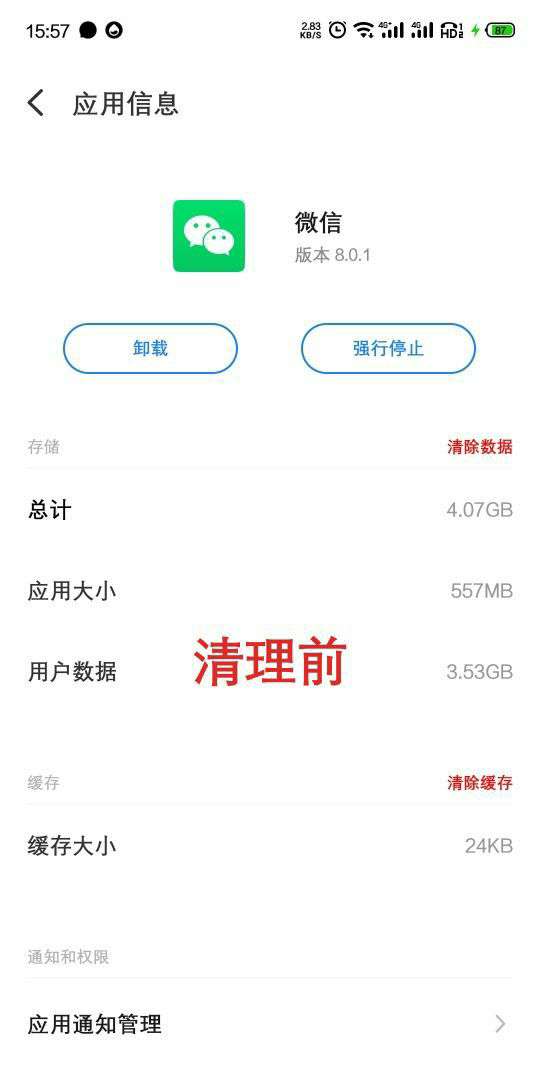 15:57 2.83 KB/S 4G+ 4G HD 1 2 87
应用信息
微信
版本 8.0.1
卸载 强行停止
存储 清除数据
总计 4.07GB
应用大小 557MB
清理前
用户数据 3.53GB
缓存 清除缓存
缓存大小 24KB
通知和权限
应用通知管理